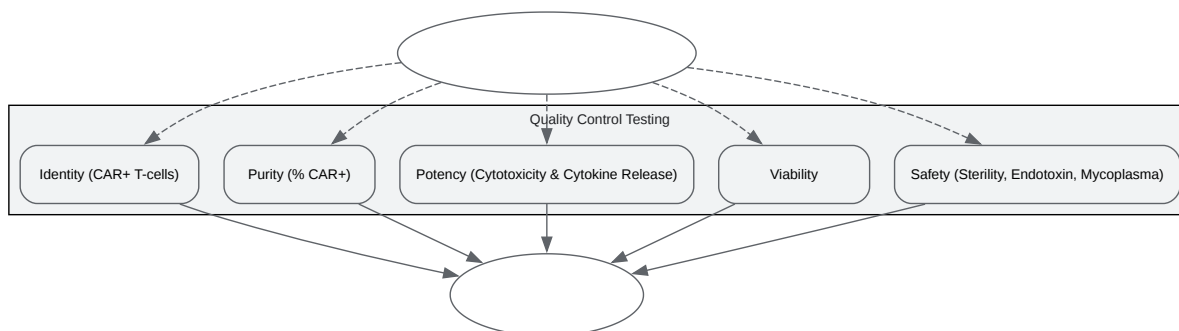 Quality Control Testing
Identity (CAR+ T-cells)
Purity (% CAR+)
Potency (Cytotoxicity & Cytokine Release)
Viability
Safety (Sterility, Endotoxin, Mycoplasma)